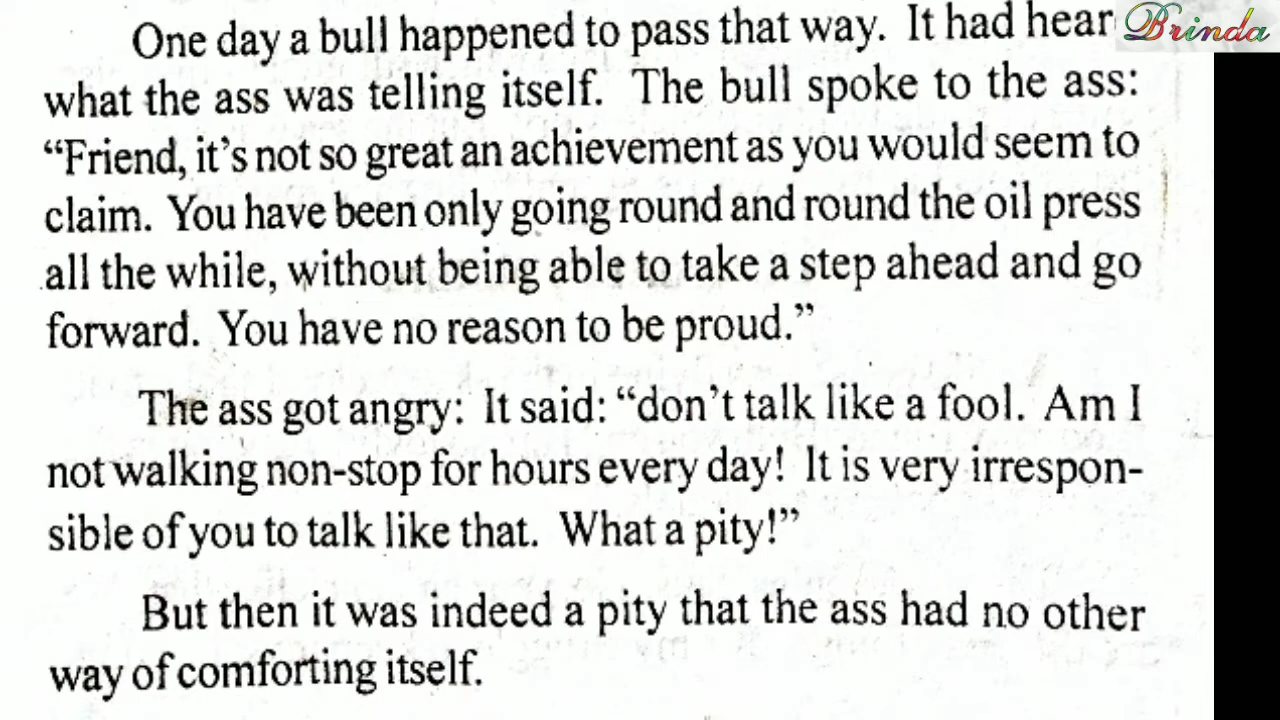 One day a bull happened to pass that way. It had hear
Brinda
what the ass was telling itself. The bull spoke to the ass:
“Friend, it’s not so great an achievement as you would seem to
claim. You have been only going round and round the oil press
all the while, without being able to take a step ahead and go
forward. You have no reason to be proud.”
The ass got angry: It said: “don’t talk like a fool. Am I
not walking non-stop for hours every day! It is very irrespon-
sible of you to talk like that. What a pity!”
But then it was indeed a pity that the ass had no other
way of comforting itself.